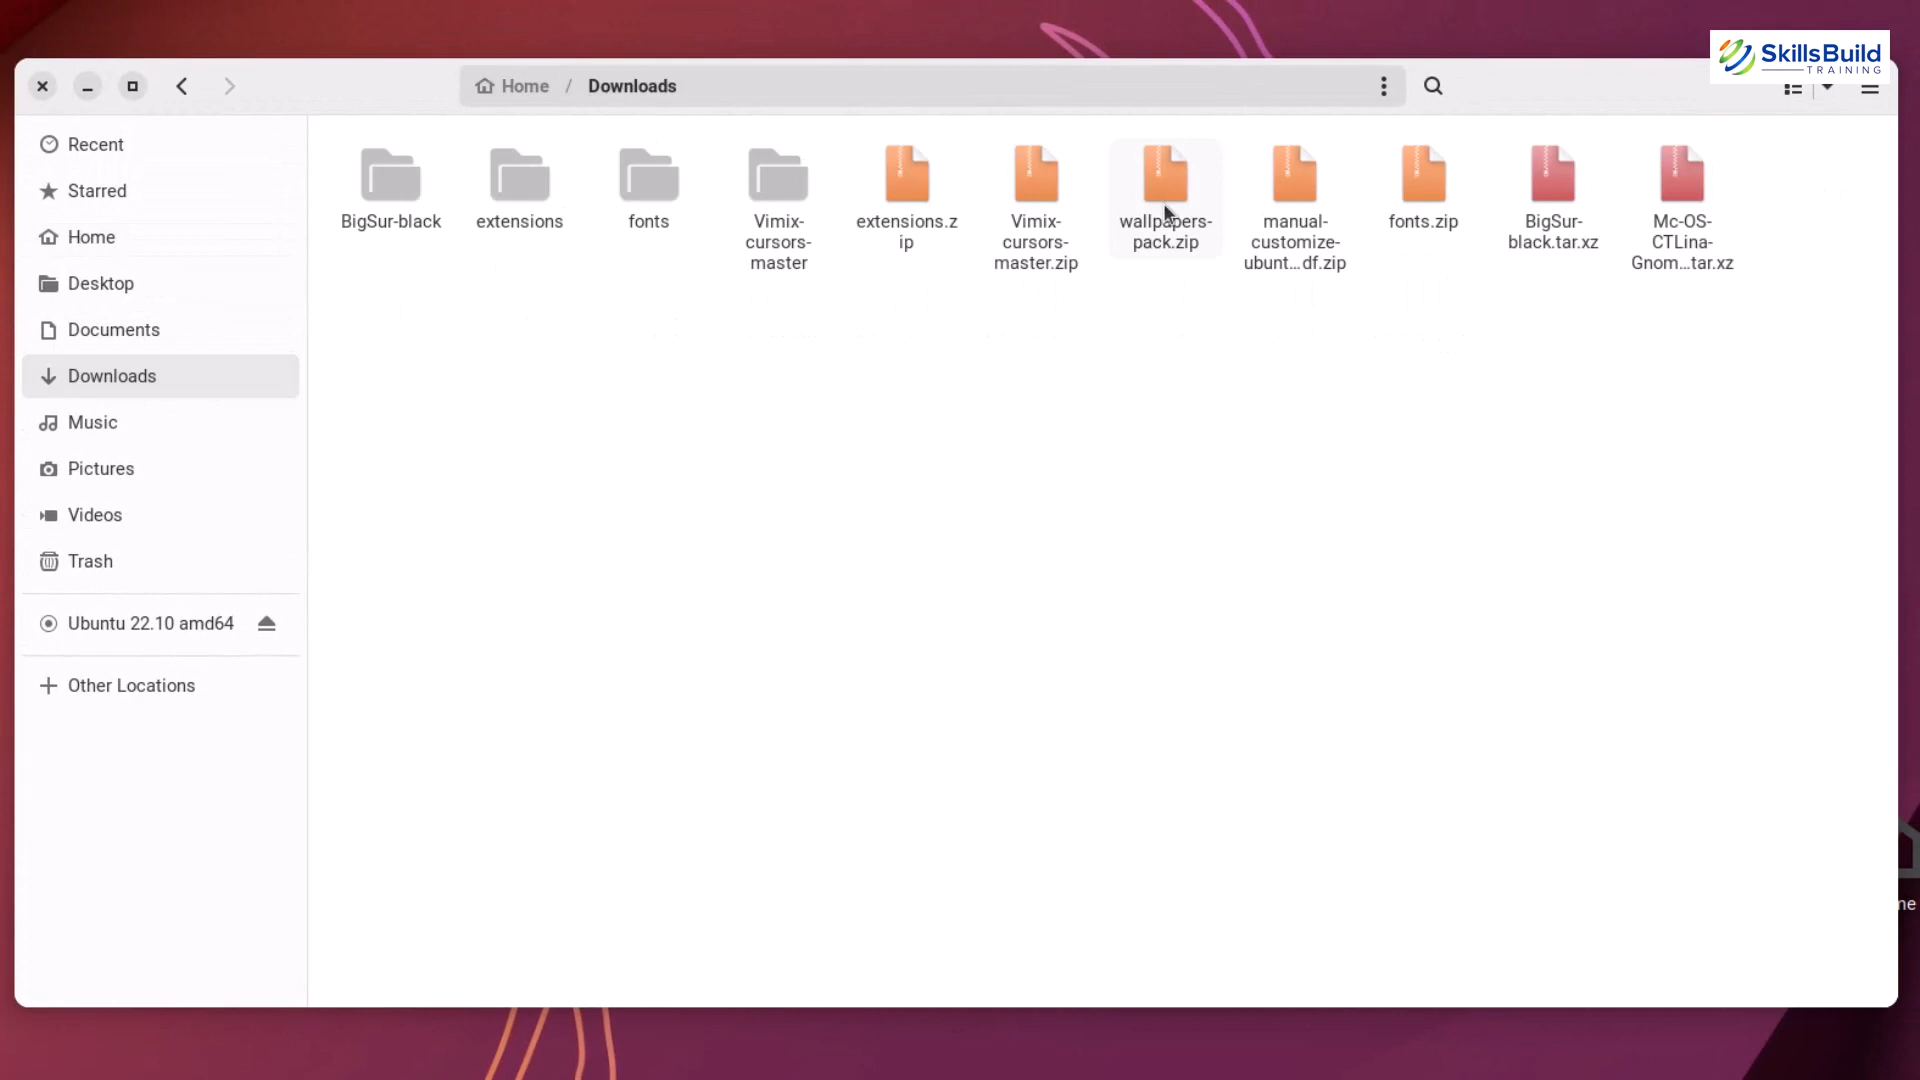 SkillsBuild
TRAINING
Home / Downloads
Recent
Starred
Home
Desktop
Documents
Downloads
Music
Pictures
Videos
Trash
Ubuntu 22.10 amd64
Other Locations
BigSur-black
extensions
fonts
Vimix-
cursors-
master
extensions.z
ip
Vimix-
cursors-
master.zip
wallpapers-
pack.zip
manual-
customize-
ubunt...df.zip
fonts.zip
BigSur-
black.tar.xz
Mc-OS-
CTLina-
Gnom...tar.xz
me